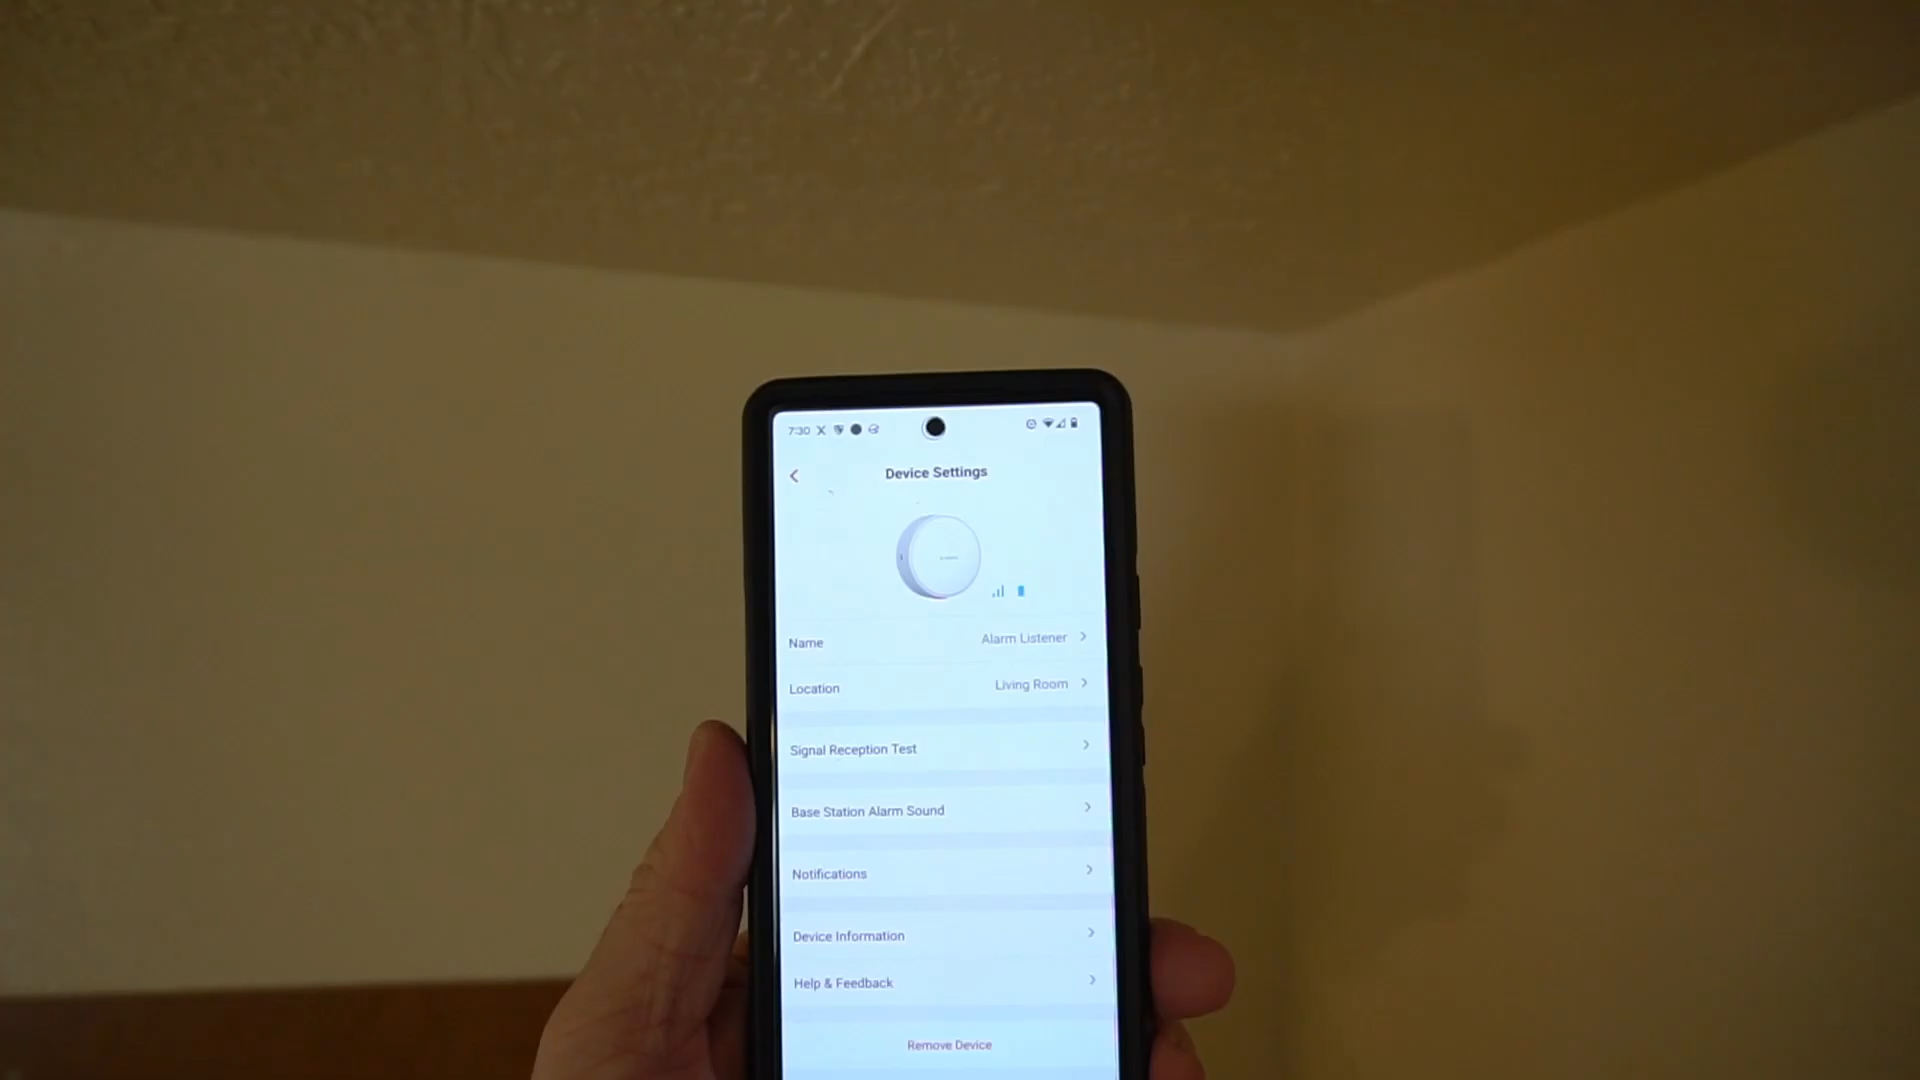 7:30
Device Settings
Name Alarm Listener
Location Living Room
Signal Reception Test
Base Station Alarm Sound
Notifications
Device Information
Help & Feedback
Remove Device